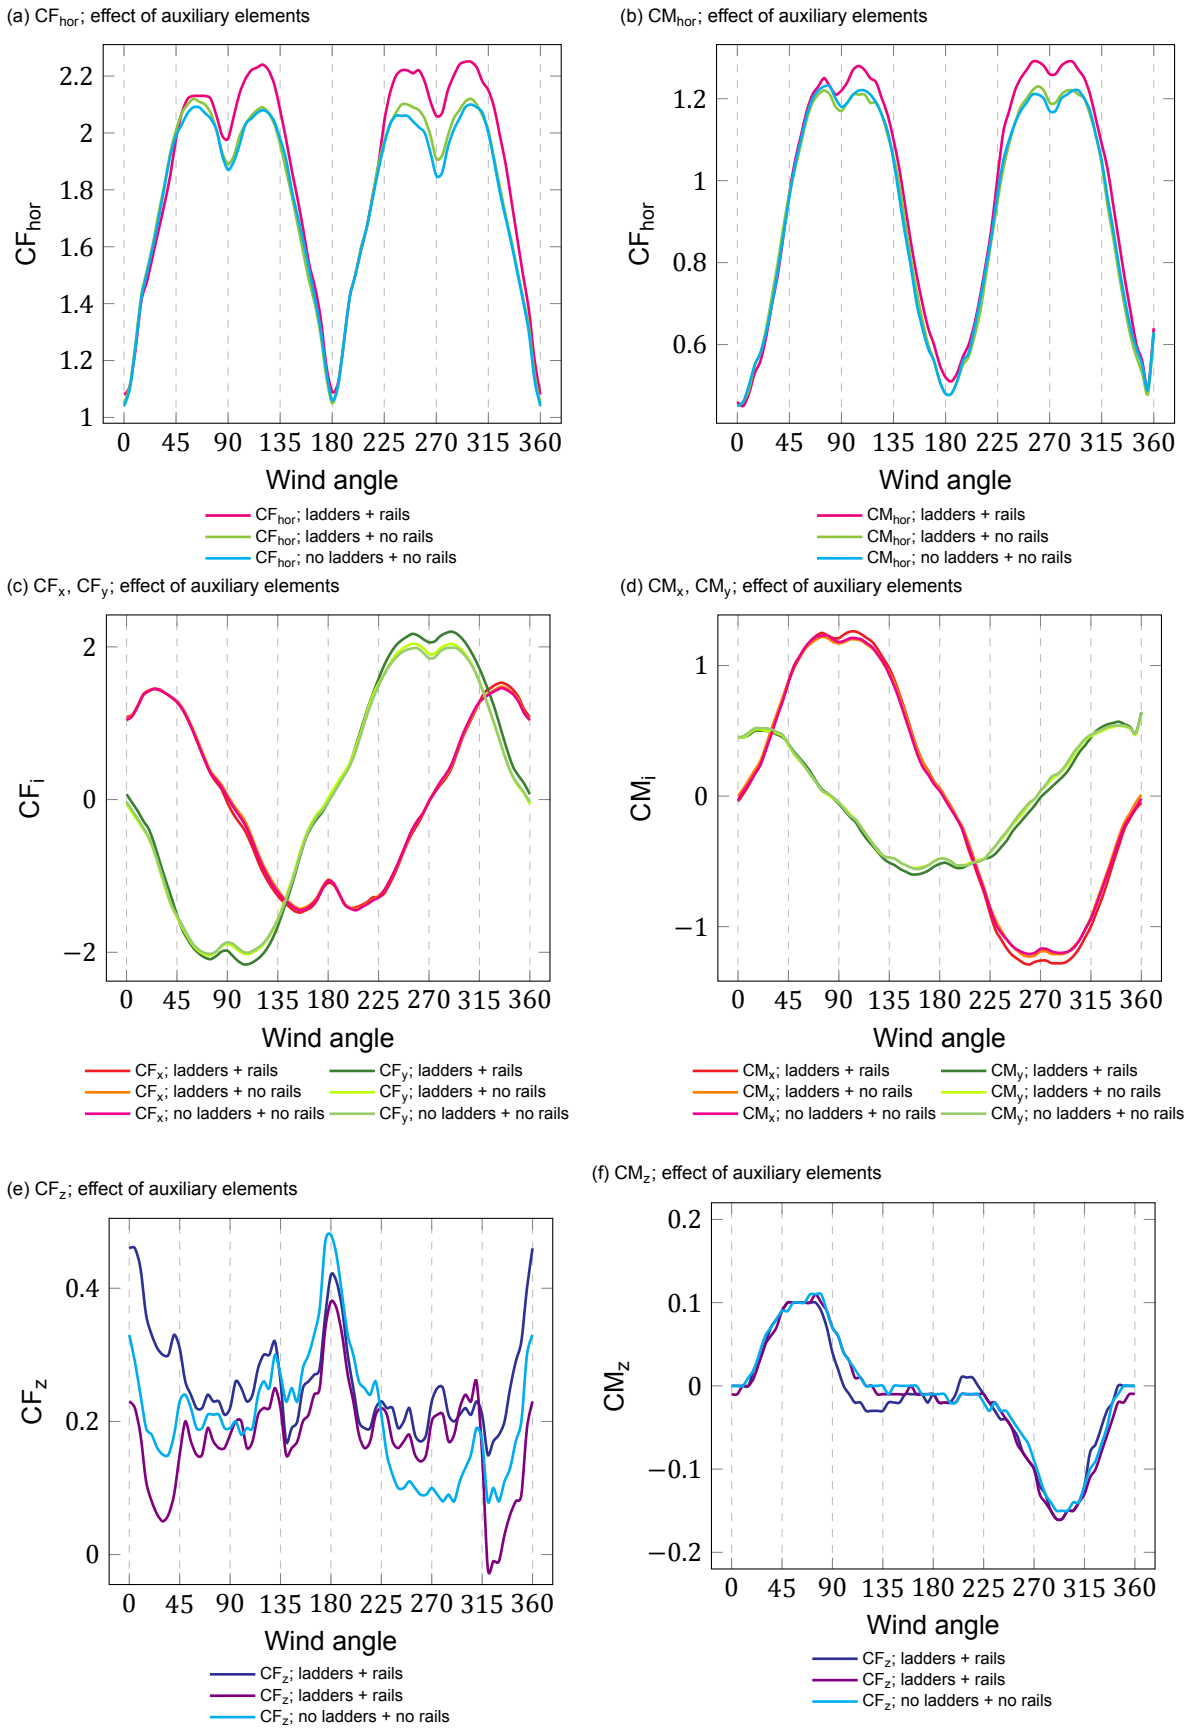 (a) CFhor; effect of auxiliary elements
2.2
2
1.8
1.6
1.4
1.2
1
CFhor
0 45 90 135 180 225 270 315 360
Wind angle
CFhor; ladders + rails
CFhor; ladders + no rails
CFhor; no ladders + no rails
(b) CMhor; effect of auxiliary elements
1.2
1
0.8
0.6
CFhor
0 45 90 135 180 225 270 315 360
Wind angle
CMhor; ladders + rails
CMhor; ladders + no rails
CMhor; no ladders + no rails
(c) CFx, CFy; effect of auxiliary elements
2
0
−2
CFi
0 45 90 135 180 225 270 315 360
Wind angle
CFx; ladders + rails CFy; ladders + rails
CFx; ladders + no rails CFy; ladders + no rails
CFx; no ladders + no rails CFy; no ladders + no rails
(d) CMx, CMy; effect of auxiliary elements
1
0
−1
CMi
0 45 90 135 180 225 270 315 360
Wind angle
CMx; ladders + rails CMy; ladders + rails
CMx; ladders + no rails CMy; ladders + no rails
CMx; no ladders + no rails CMy; no ladders + no rails
(e) CFz; effect of auxiliary elements
0.4
0.2
0
CFz
0 45 90 135 180 225 270 315 360
Wind angle
CFz; ladders + rails
CFz; ladders + rails
CFz; no ladders + no rails
(f) CMz; effect of auxiliary elements
0.2
0.1
0
−0.1
−0.2
CMz
0 45 90 135 180 225 270 315 360
Wind angle
CFz; ladders + rails
CFz; ladders + rails
CFz; no ladders + no rails